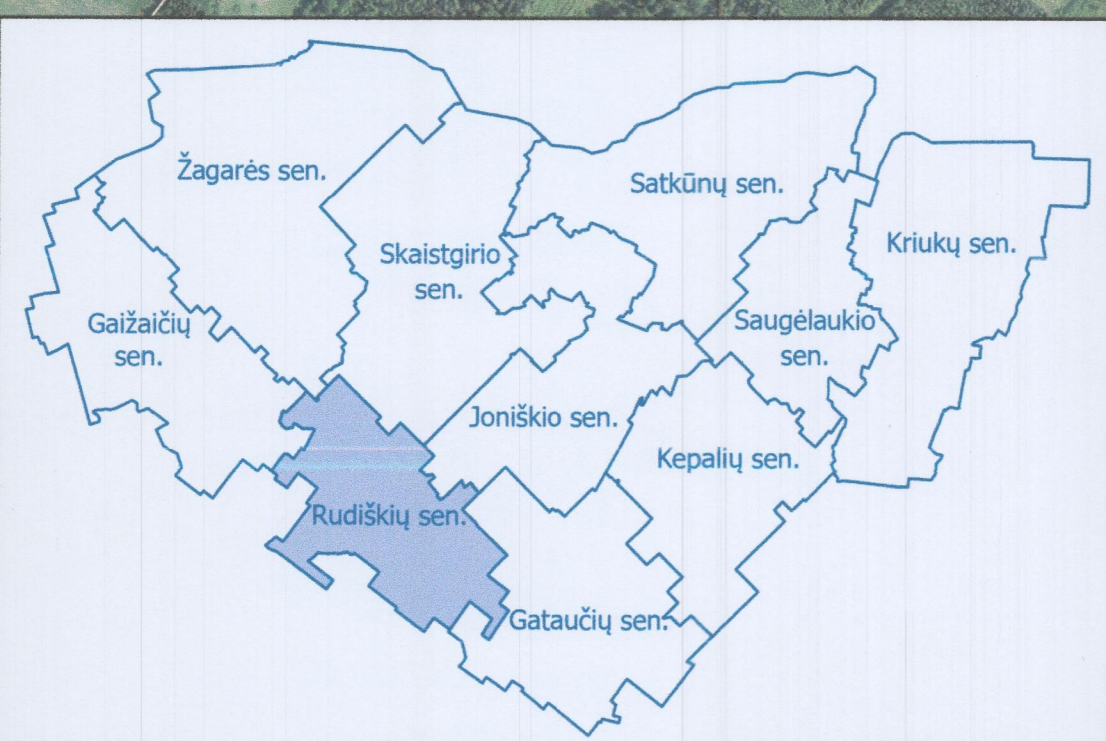 Žagarės sen.
Satkūnų sen.
Skaistgirio
sen.
Kriukų sen.
Gaižaičių
sen.
Saugėlaukio
sen.
Joniškio sen.
Kepalių sen.
Rudiškių sen.
Gataučių sen.